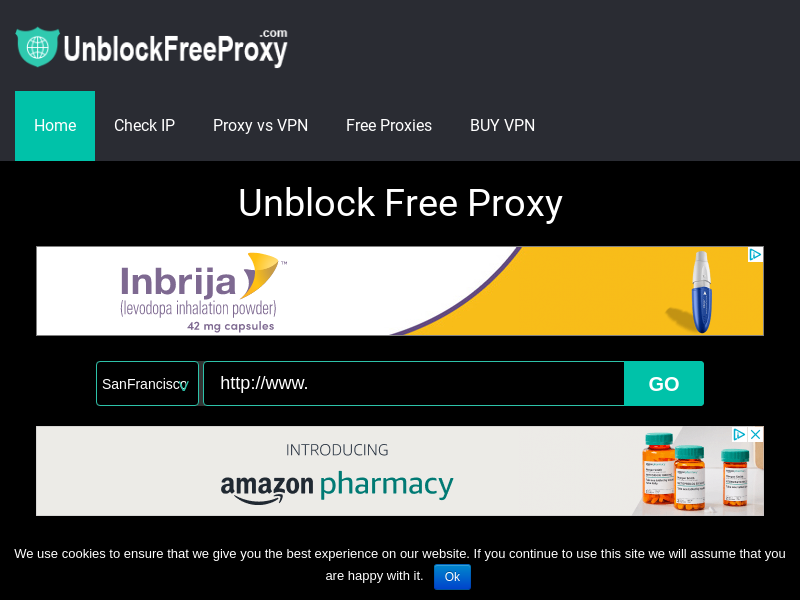 UnblockFreeProxy.com
Home Check IP Proxy vs VPN Free Proxies BUY VPN
Unblock Free Proxy
Inbrija™
(levodopa inhalation powder)
42 mg capsules
SanFrancisco http://www. GO
INTRODUCING
amazon pharmacy
We use cookies to ensure that we give you the best experience on our website. If you continue to use this site we will assume that you
are happy with it. Ok